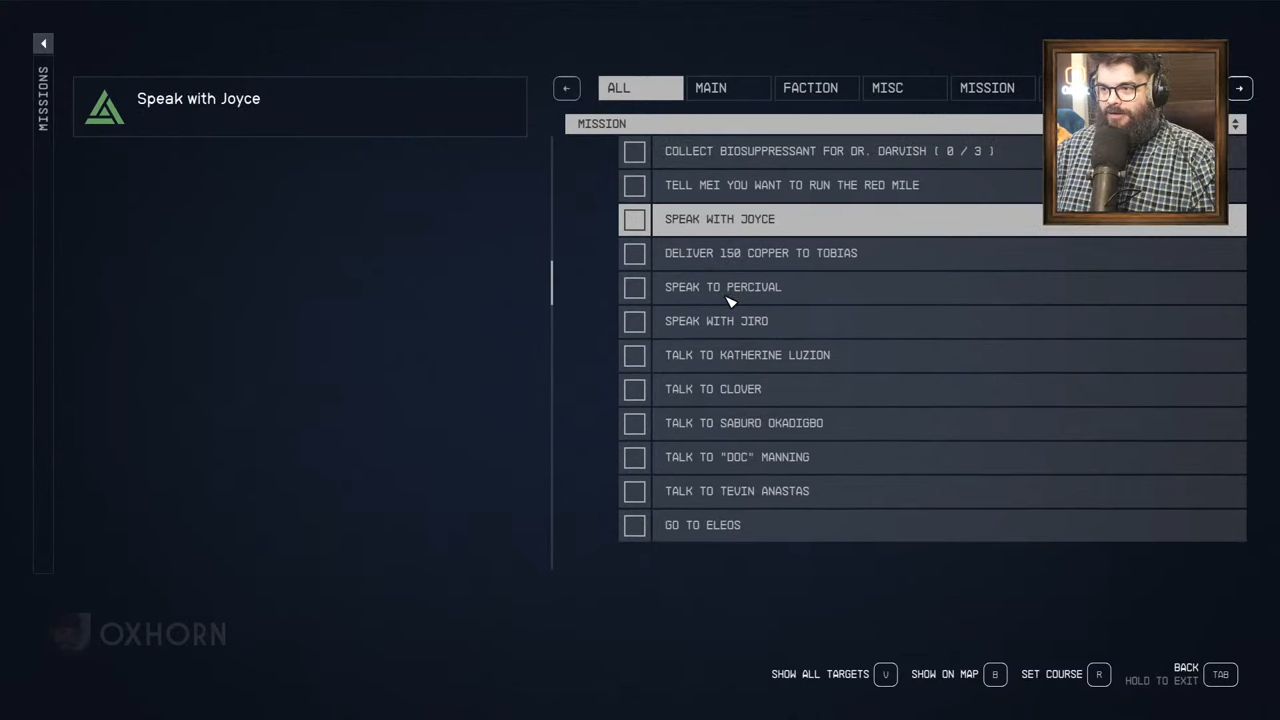 MISSIONS
Speak with Joyce
ALL
MAIN
FACTION
MISC
MISSION
MISSION
COLLECT BIOSUPPRESSANT FOR DR. DARVISH ( 0 / 3 )
TELL MEI YOU WANT TO RUN THE RED MILE
SPEAK WITH JOYCE
DELIVER 150 COPPER TO TOBIAS
SPEAK TO PERCIVAL
SPEAK WITH JIRO
TALK TO KATHERINE LUZION
TALK TO CLOVER
TALK TO SABURO OKADIGBO
TALK TO "DOC" MANNING
TALK TO TEVIN ANASTAS
GO TO ELEOS
OXHORN
SHOW ALL TARGETS V
SHOW ON MAP B
SET COURSE R
BACK
HOLD TO EXIT TAB